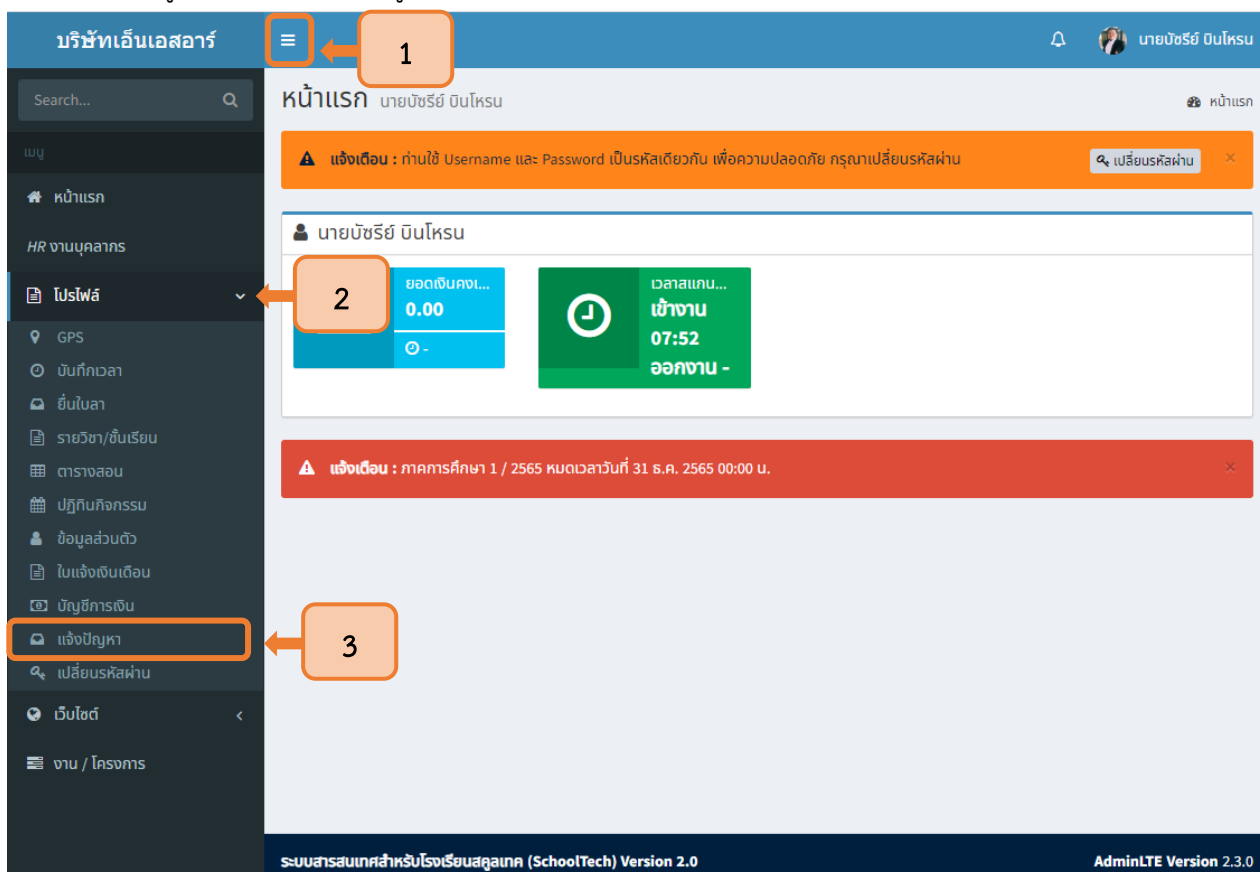 บริษัทเอ็นเอสอาร์
1
นายบัซรีย์ บินโหรน
Search...
หน้าแรก นายบัซรีย์ บินโหรน
หน้าแรก
เมนู
แจ้งเตือน : ท่านใช้ Username และ Password เป็นรหัสเดียวกัน เพื่อความปลอดภัย กรุณาเปลี่ยนรหัสผ่าน
เปลี่ยนรหัสผ่าน ×
หน้าแรก
HR งานบุคลากร
นายบัซรีย์ บินโหรน
โปรไฟล์
2
ยอดเงินคงเ...
0.00
-
เวลาสแกน...
เข้างาน
07:52
ออกงาน -
GPS
บันทึกเวลา
ยื่นใบลา
รายวิชา/ชั้นเรียน
ตารางสอน
ปฏิทินกิจกรรม
ข้อมูลส่วนตัว
ใบแจ้งเงินเดือน
บัญชีการเงิน
แจ้งปัญหา
เปลี่ยนรหัสผ่าน
แจ้งเตือน : ภาคการศึกษา 1 / 2565 หมดเวลาวันที่ 31 ธ.ค. 2565 00:00 น. ×
3
เว็บไซต์
งาน / โครงการ
ระบบสารสนเทศสำหรับโรงเรียนสคูลเทค (SchoolTech) Version 2.0
AdminLTE Version 2.3.0